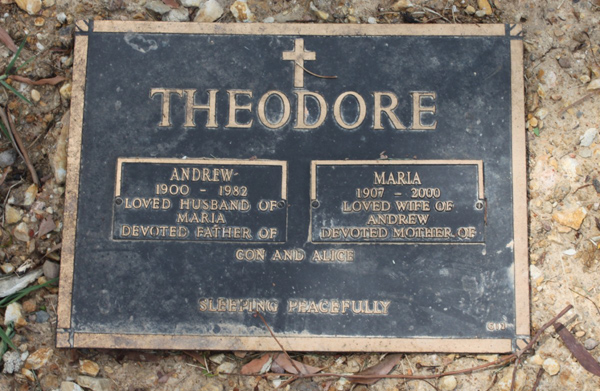 THEODORE
ANDREW
1900 - 1982
LOVED HUSBAND OF
MARIA
DEVOTED FATHER OF
MARIA
1907 - 2000
LOVED WIFE OF
ANDREW
DEVOTED MOTHER OF
CON AND ALICE
SLEEPING PEACEFULLY